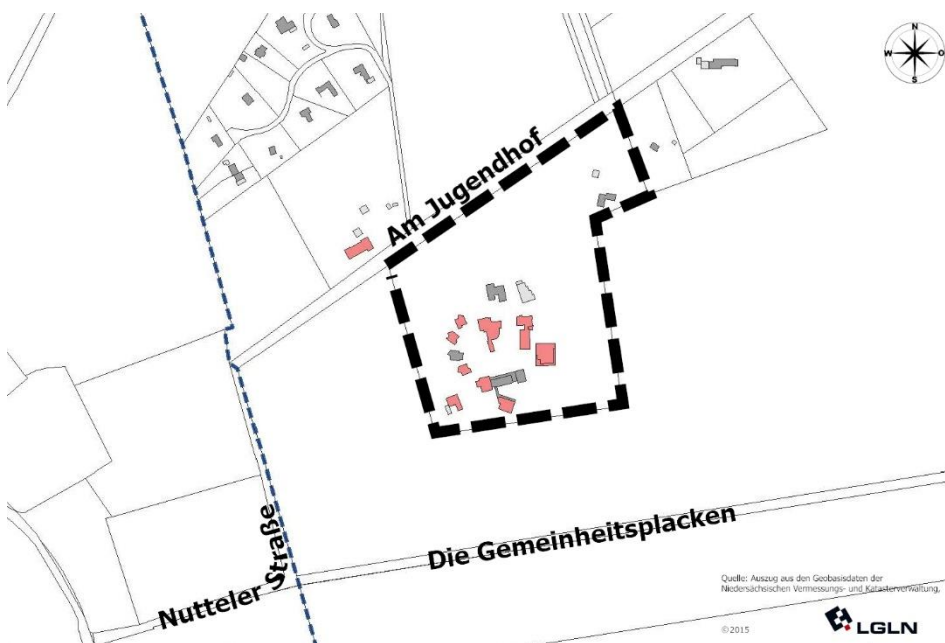 N
W O
S
Am Jugendhof
Nutteler Straße
Die Gemeinheitsplacken
Quelle: Auszug aus den Geobasisdaten der
Niedersächsischen Vermessungs- und Katasterverwaltung,
©2015
LGLN